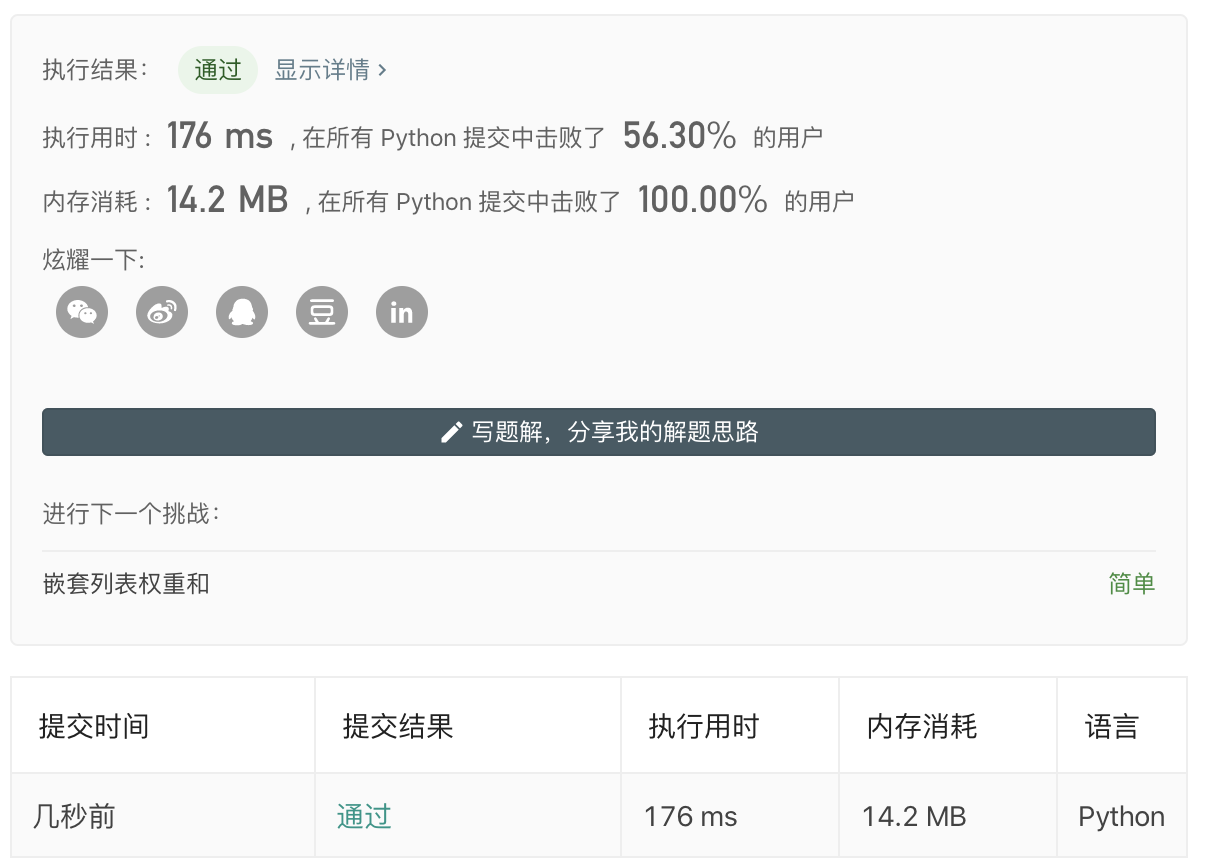 执行结果： 通过 显示详情 ›
执行用时 : 176 ms , 在所有 Python 提交中击败了 56.30% 的用户
内存消耗 : 14.2 MB , 在所有 Python 提交中击败了 100.00% 的用户
炫耀一下:
豆 in
写题解，分享我的解题思路
进行下一个挑战：
嵌套列表权重和 简单
提交时间 提交结果 执行用时 内存消耗 语言
几秒前 通过 176 ms 14.2 MB Python